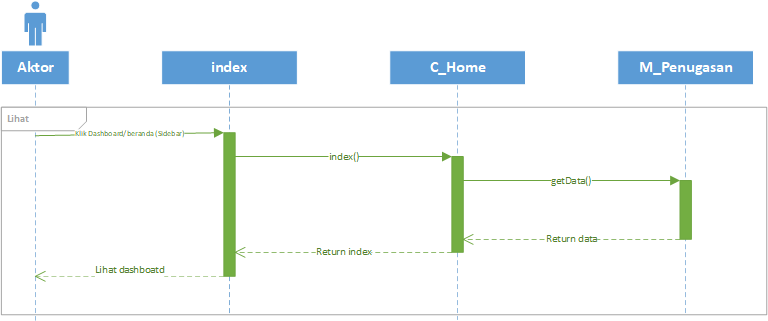 Aktor
index
C_Home
M_Penugasan
Lihat
Klik Dashboard/ beranda (Sidebar)
index()
getData()
Return data
Return index
Lihat dashboatd